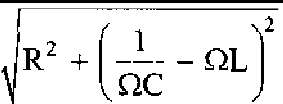 √(R² + (1/ΩC − ΩL)²)